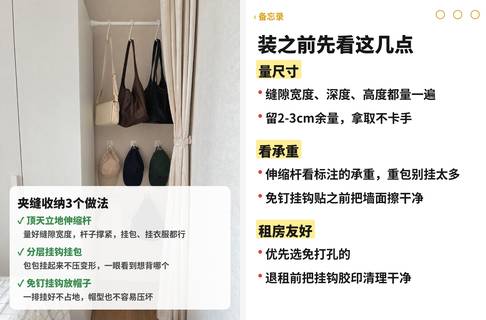 夹缝收纳3个做法
✓ 顶天立地伸缩杆
量好缝隙宽度，杆子撑紧，挂包、挂衣服都行
✓ 分层挂钩挂包
包包挂起来不压变形，一眼看到想背哪个
✓ 免钉挂钩放帽子
一排挂好不占地，帽型也不容易压坏
‹ 备忘录
装之前先看这几点
量尺寸
• 缝隙宽度、深度、高度都量一遍
• 留2-3cm余量，拿取不卡手
看承重
• 伸缩杆看标注的承重，重包别挂太多
• 免钉挂钩贴之前把墙面擦干净
租房友好
• 优先选免打孔的
• 退租前把挂钩胶印清理干净